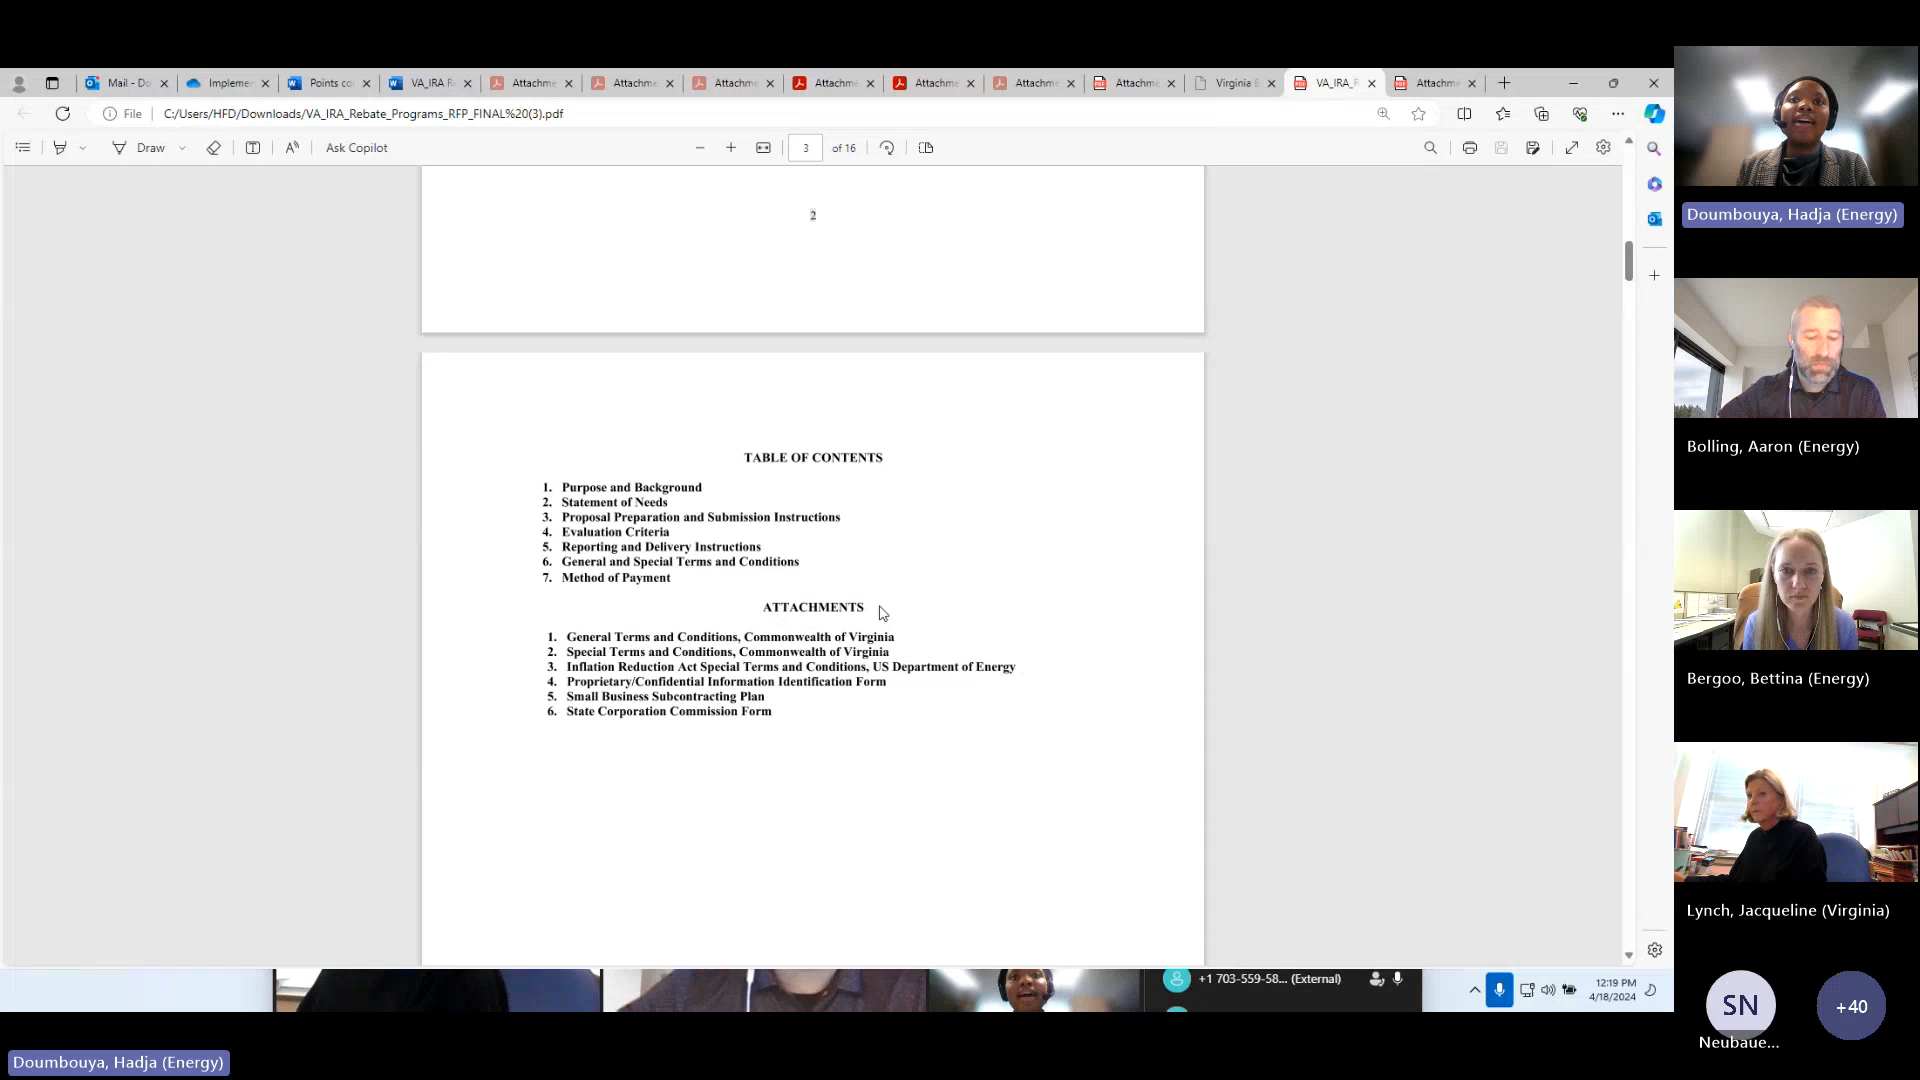 Mail - Do
Implemen
Points co
VA_IRA R
Attachme
Attachme
Attachme
Attachme
Attachme
Attachme
Attachme
Virginia E
VA_IRA_R
Attachme
File
C:/Users/HFD/Downloads/VA_IRA_Rebate_Programs_RFP_FINAL%20(3).pdf
Draw
Ask Copilot
3 of 16
2
TABLE OF CONTENTS
1. Purpose and Background
2. Statement of Needs
3. Proposal Preparation and Submission Instructions
4. Evaluation Criteria
5. Reporting and Delivery Instructions
6. General and Special Terms and Conditions
7. Method of Payment
ATTACHMENTS
1. General Terms and Conditions, Commonwealth of Virginia
2. Special Terms and Conditions, Commonwealth of Virginia
3. Inflation Reduction Act Special Terms and Conditions, US Department of Energy
4. Proprietary/Confidential Information Identification Form
5. Small Business Subcontracting Plan
6. State Corporation Commission Form
+1 703-559-58... (External)
12:19 PM
4/18/2024
Doumbouya, Hadja (Energy)
Bolling, Aaron (Energy)
Bergoo, Bettina (Energy)
Lynch, Jacqueline (Virginia)
SN
+40
Neubaue...
Doumbouya, Hadja (Energy)